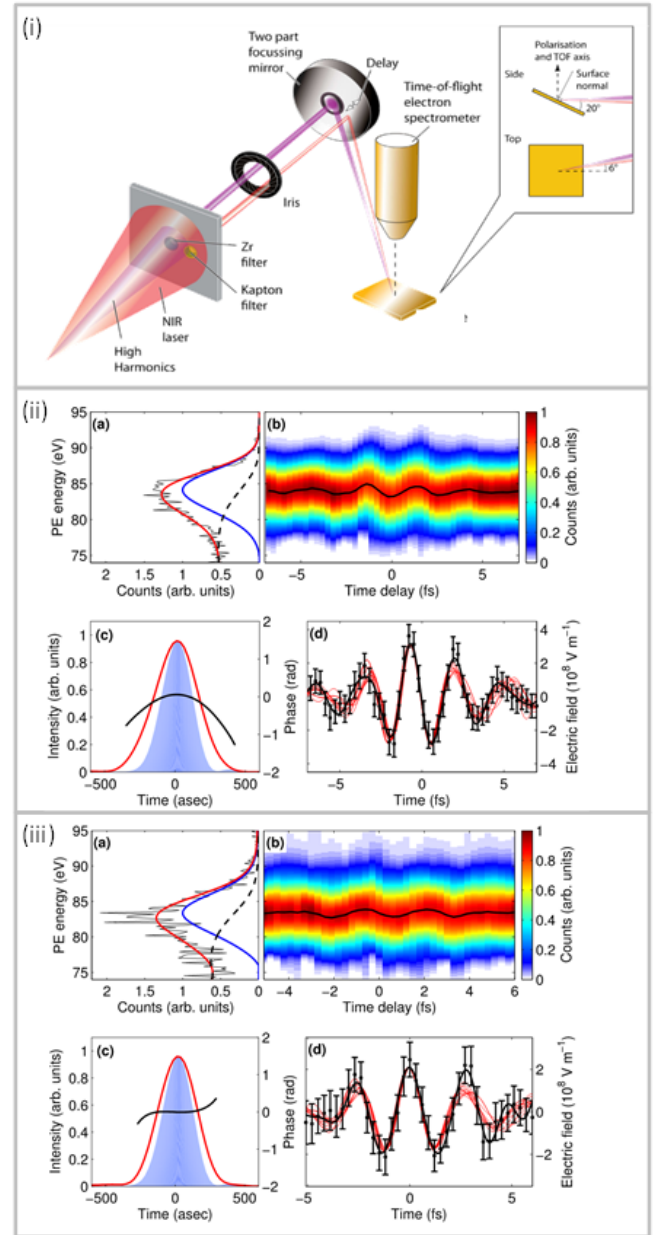 (i)
Two part
focussing
mirror
Delay
Time-of-flight
electron
spectrometer
Iris
Zr
filter
Kapton
filter
NIR
laser
High
Harmonics
Polarisation
and TOF axis
Side
Surface
normal
20°
Top
6°
(ii)
(a)
95
90
85
80
75
PE energy (eV)
2 1.5 1 0.5 0
Counts (arb. units)
(b)
−5 0 5
Time delay (fs)
1
0.8
0.6
0.4
0.2
0
Counts (arb. units)
(c)
1
0.8
0.6
0.4
0.2
0
Intensity (arb. units)
−500 0 500
Time (asec)
2
1
0
−1
−2
Phase (rad)
(d)
−5 0 5
Time (fs)
4
2
0
−2
−4
Electric field (10⁸ V m⁻¹)
(iii)
(a)
95
90
85
80
75
PE energy (eV)
2 1.5 1 0.5 0
Counts (arb. units)
(b)
−4 −2 0 2 4 6
Time delay (fs)
1
0.8
0.6
0.4
0.2
0
Counts (arb. units)
(c)
1
0.8
0.6
0.4
0.2
0
Intensity (arb. units)
−500 0 500
Time (asec)
2
1
0
−1
−2
Phase (rad)
(d)
−5 0 5
Time (fs)
2
0
−2
Electric field (10⁸ V m⁻¹)